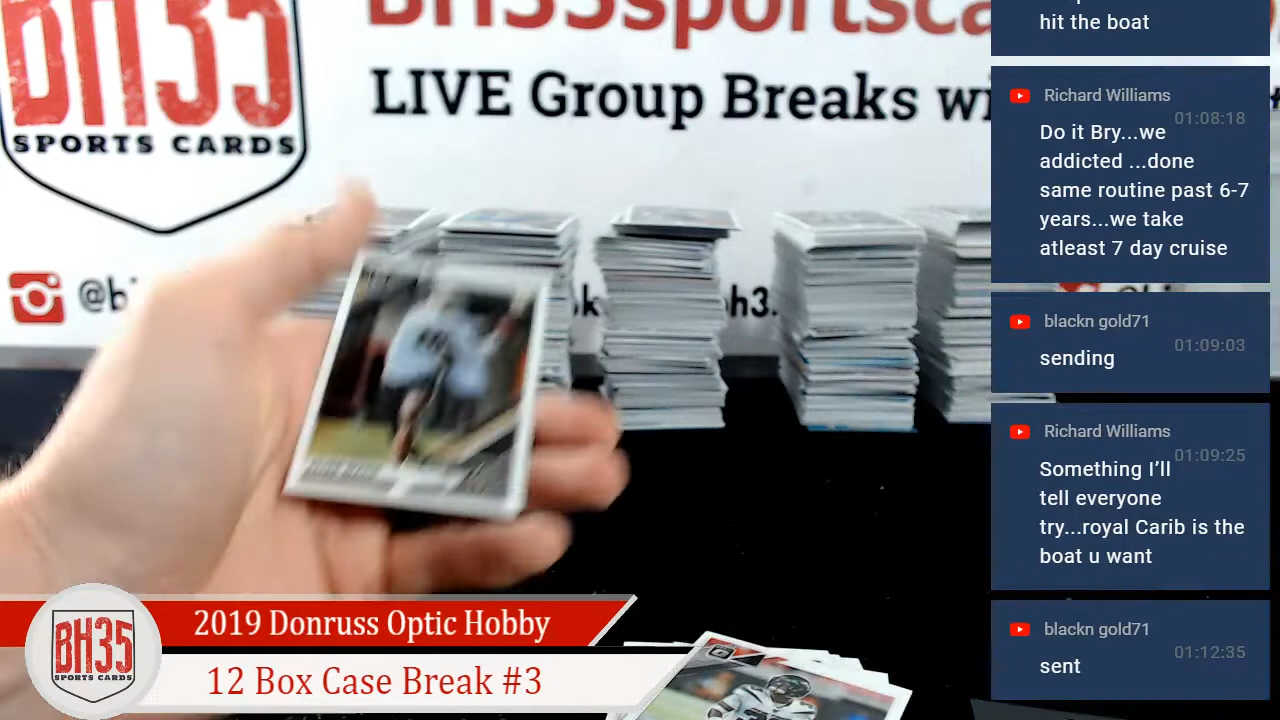 BH35
SPORTS CARDS
LIVE Group Breaks wi
hit the boat
Richard Williams
01:08:18
Do it Bry...we
addicted ...done
same routine past 6-7
years...we take
atleast 7 day cruise
blackn gold71
01:09:03
sending
Richard Williams
01:09:25
Something I’ll
tell everyone
try...royal Carib is the
boat u want
blackn gold71
01:12:35
sent
2019 Donruss Optic Hobby
12 Box Case Break #3
BH35
SPORTS CARDS